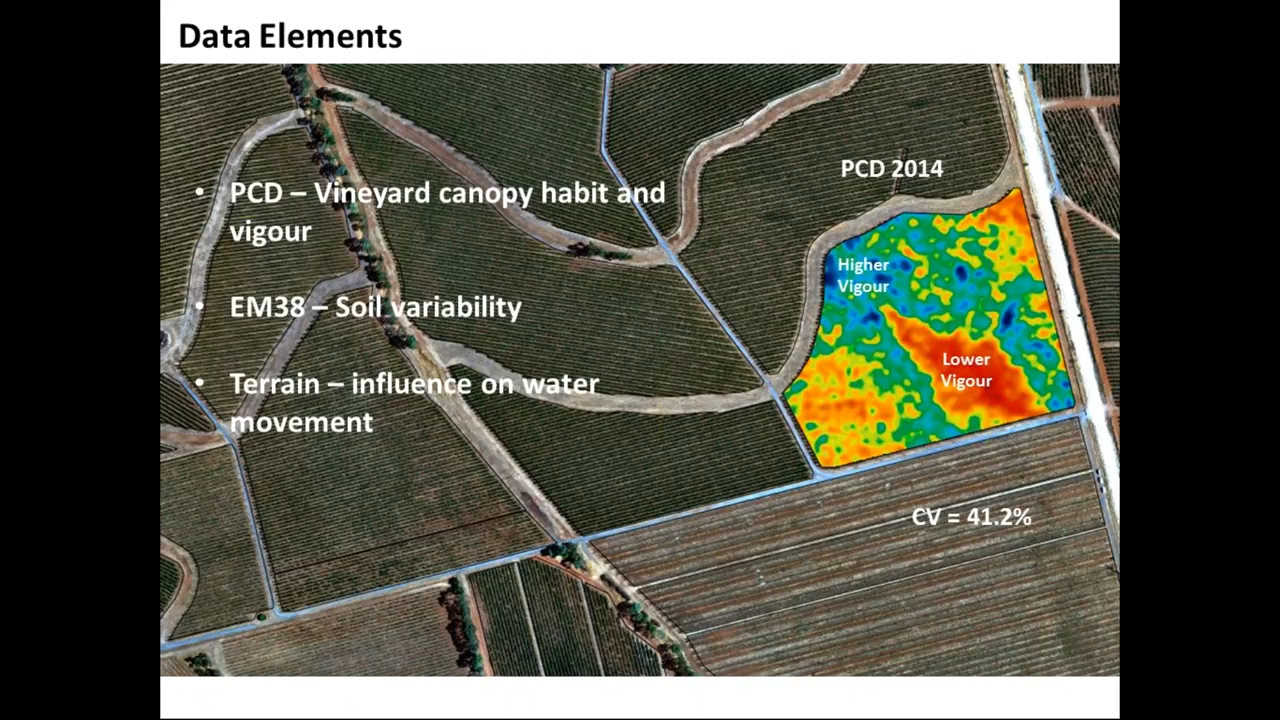 Data Elements
PCD 2014
• PCD – Vineyard canopy habit and
vigour
Higher
Vigour
• EM38 – Soil variability
Lower
Vigour
• Terrain – influence on water
movement
CV = 41.2%